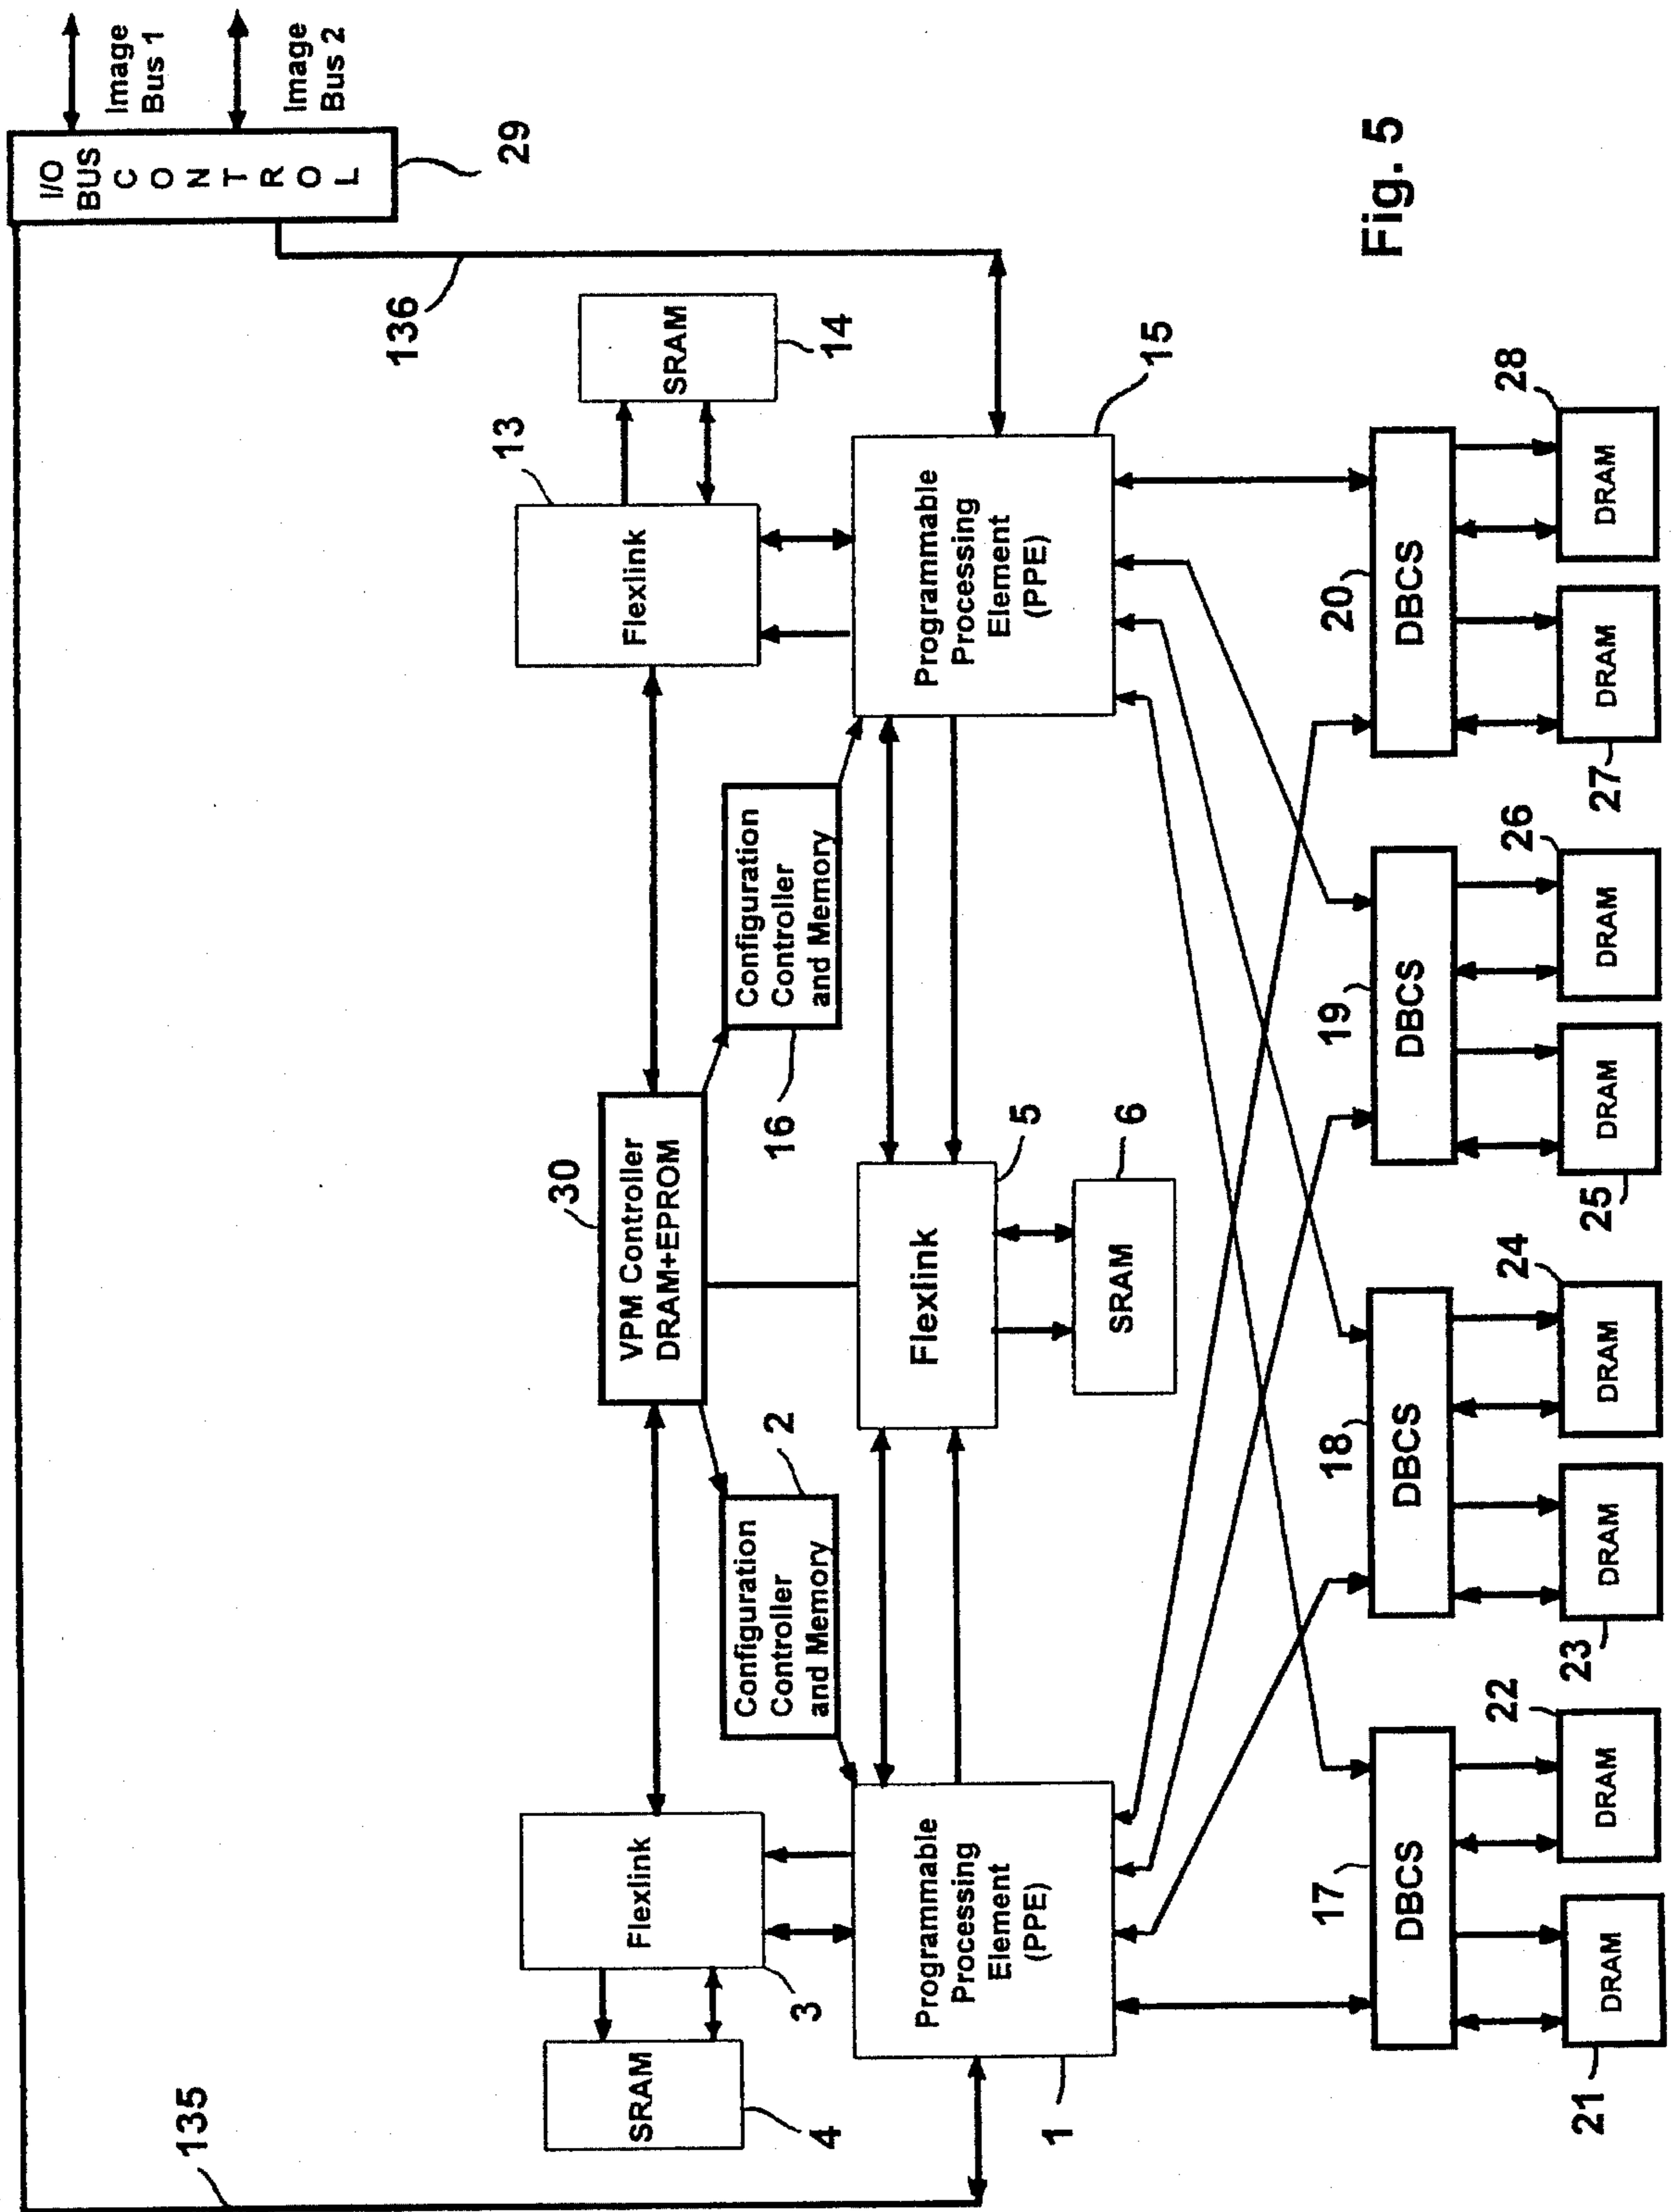 135
I/O
BUS
C
O
N
T
R
O
L
Image
Bus 1
Image
Bus 2
29
136
SRAM
4
Flexlink
3
30
VPM Controller
DRAM+EPROM
13
Flexlink
SRAM
14
Configuration
Controller
and Memory
2
Configuration
Controller
and Memory
16
Programmable
Processing
Element
(PPE)
1
Flexlink
5
SRAM
6
Programmable
Processing
Element
(PPE)
15
17
DBCS
18
DBCS
19
DBCS
20
DBCS
DRAM
21
DRAM
22
DRAM
23
DRAM
24
DRAM
25
DRAM
26
DRAM
27
DRAM
28
Fig. 5